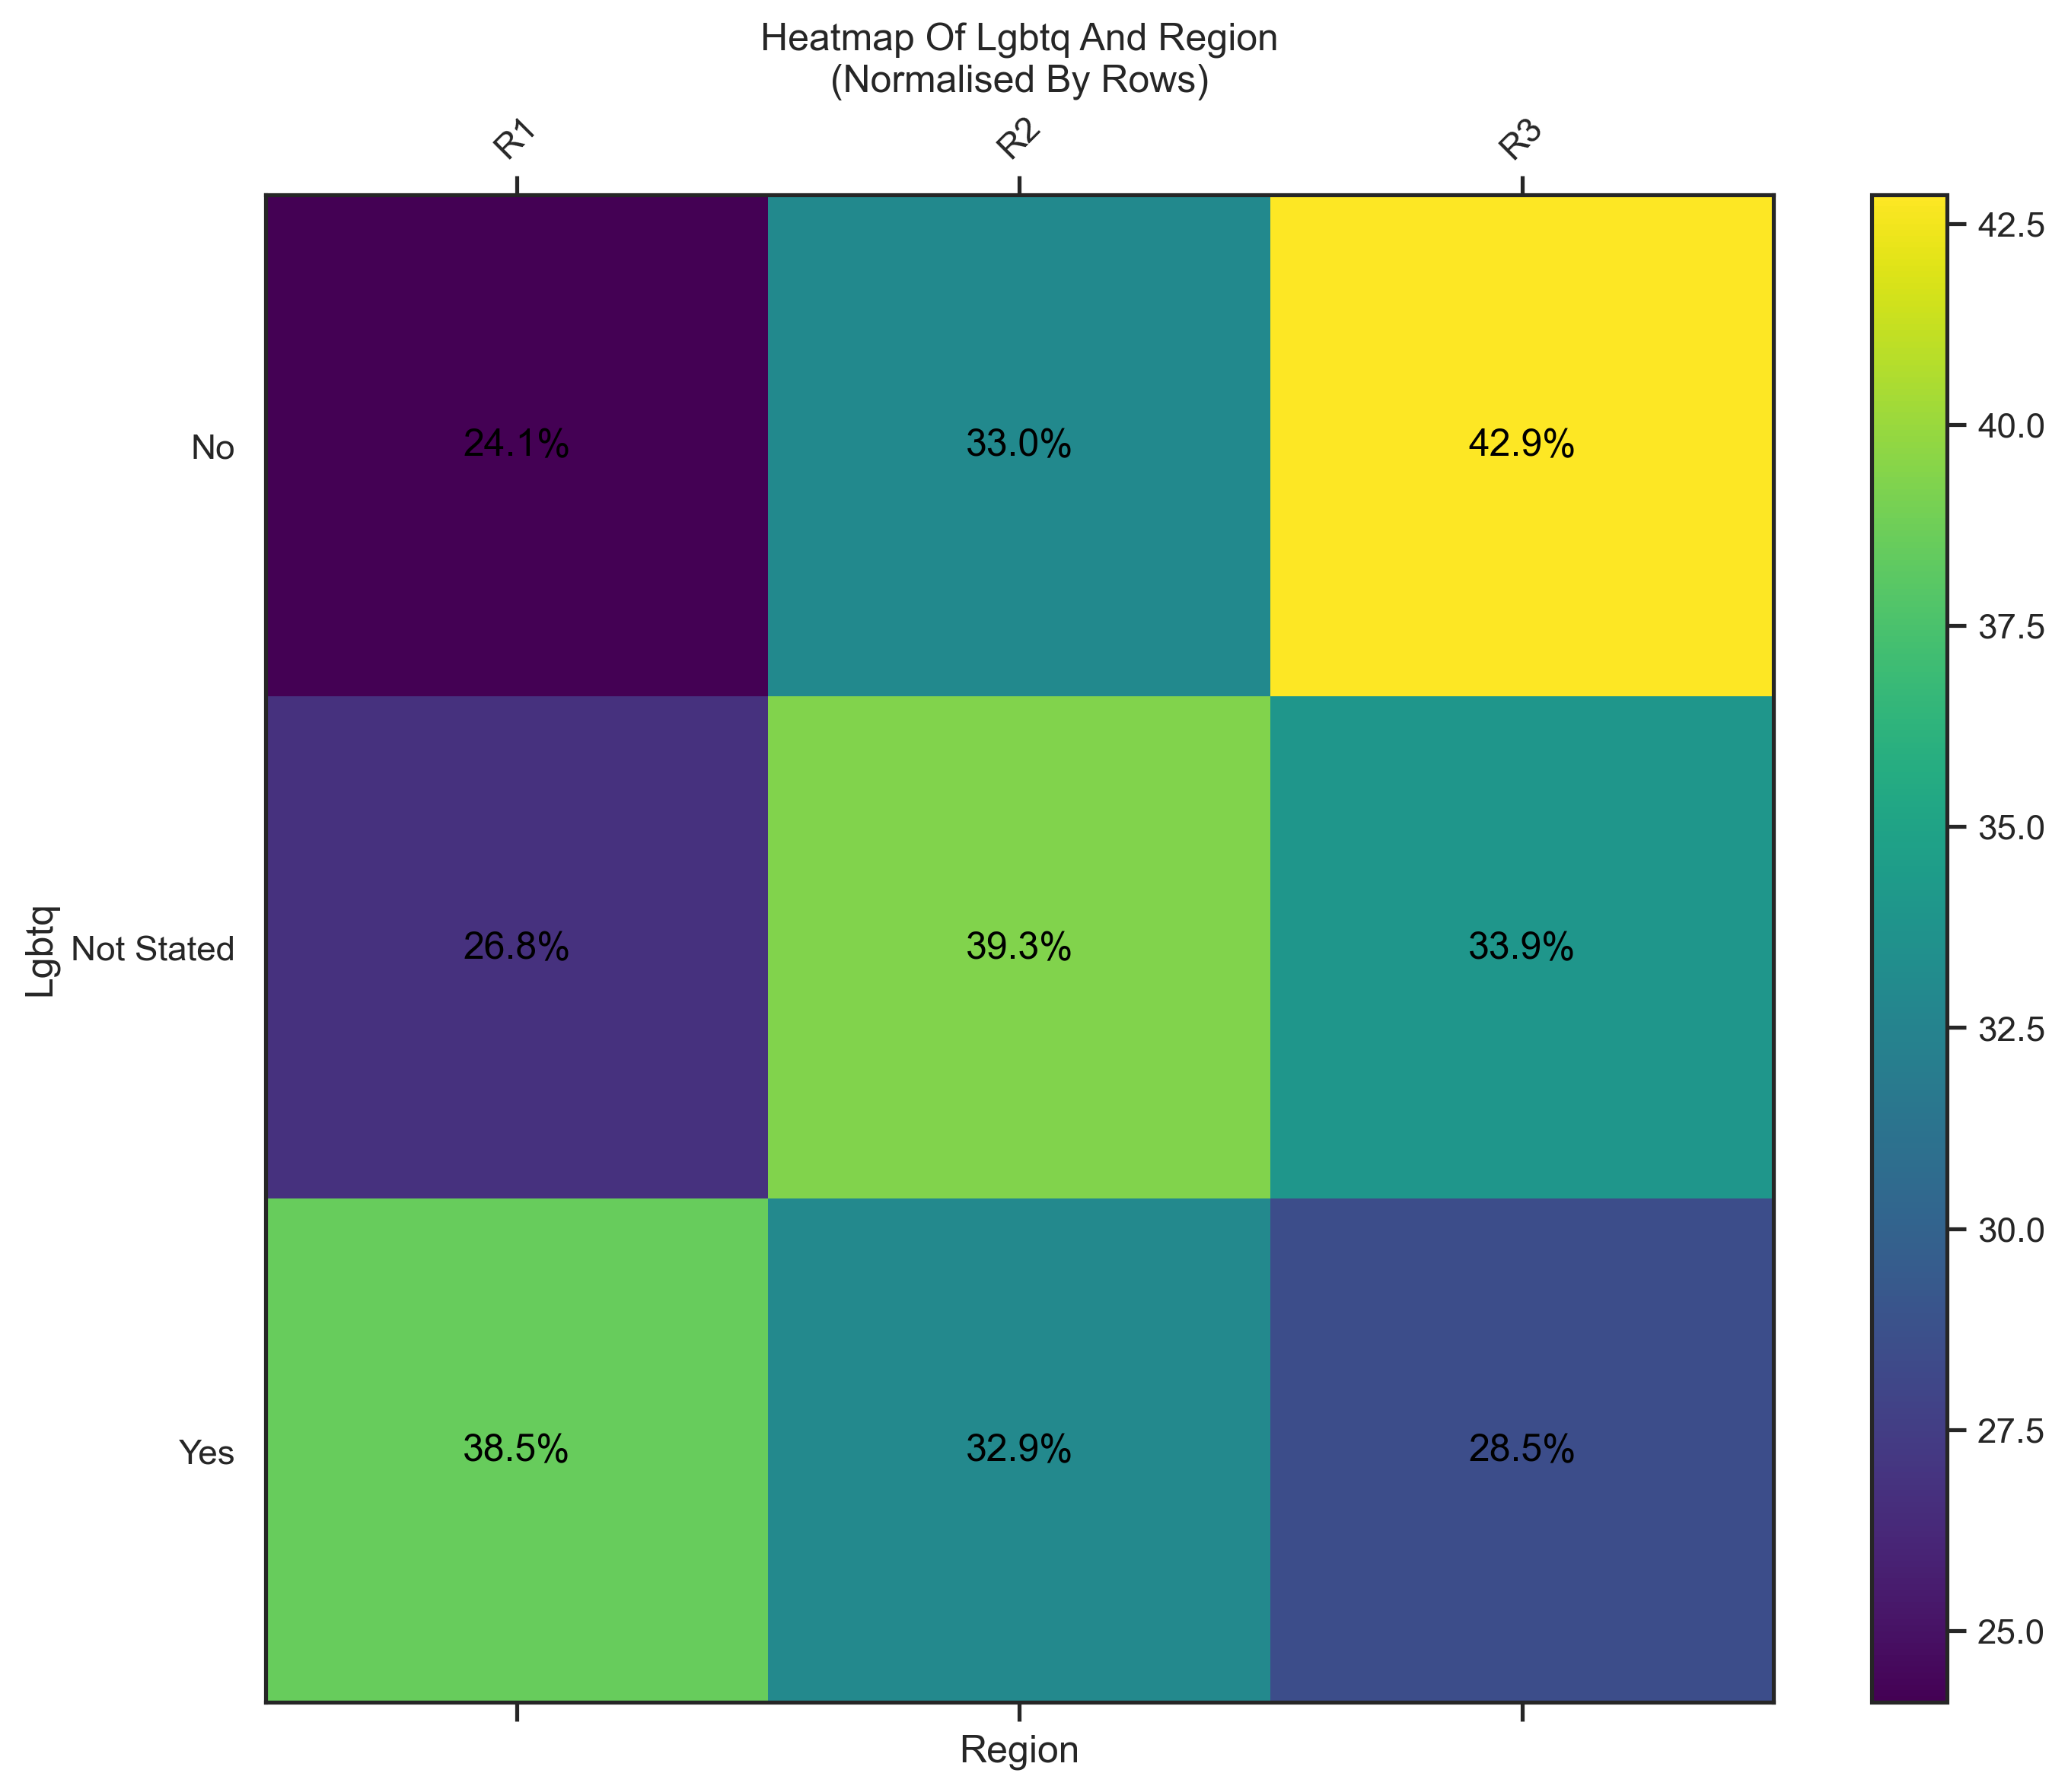 Heatmap Of Lgbtq And Region
(Normalised By Rows)
R1 R2 R3
No 24.1% 33.0% 42.9%
Not Stated 26.8% 39.3% 33.9%
Yes 38.5% 32.9% 28.5%
Lgbtq
Region
42.5
40.0
37.5
35.0
32.5
30.0
27.5
25.0